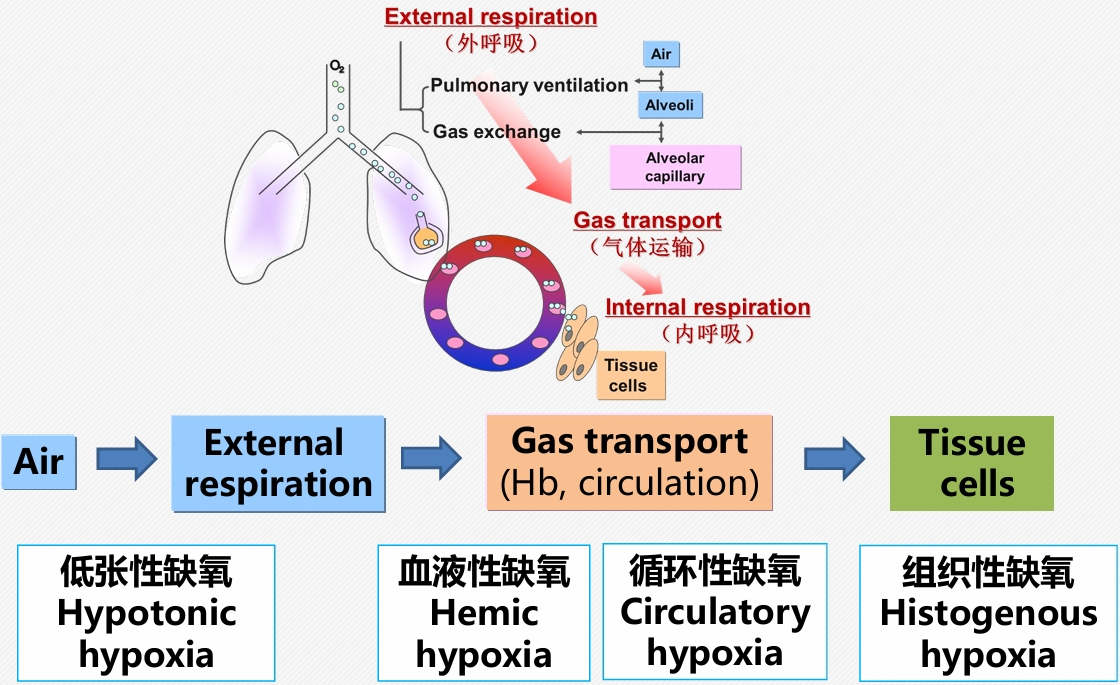 External respiration
（外呼吸）
O₂
Air
Pulmonary ventilation
Alveoli
Gas exchange
Alveolar
capillary
Gas transport
（气体运输）
Internal respiration
（内呼吸）
Tissue
cells
Air
External
respiration
Gas transport
(Hb, circulation)
Tissue
cells
低张性缺氧
Hypotonic
hypoxia
血液性缺氧
Hemic
hypoxia
循环性缺氧
Circulatory
hypoxia
组织性缺氧
Histogenous
hypoxia